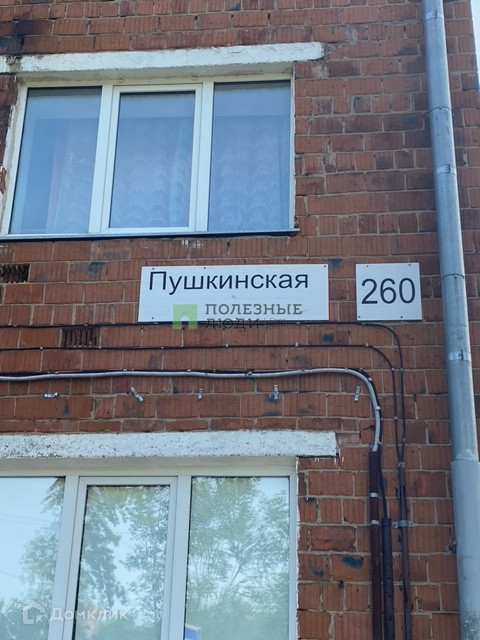 Пушкинская
260
ПОЛЕЗНЫЕ
ЛЮДИ
Домклик